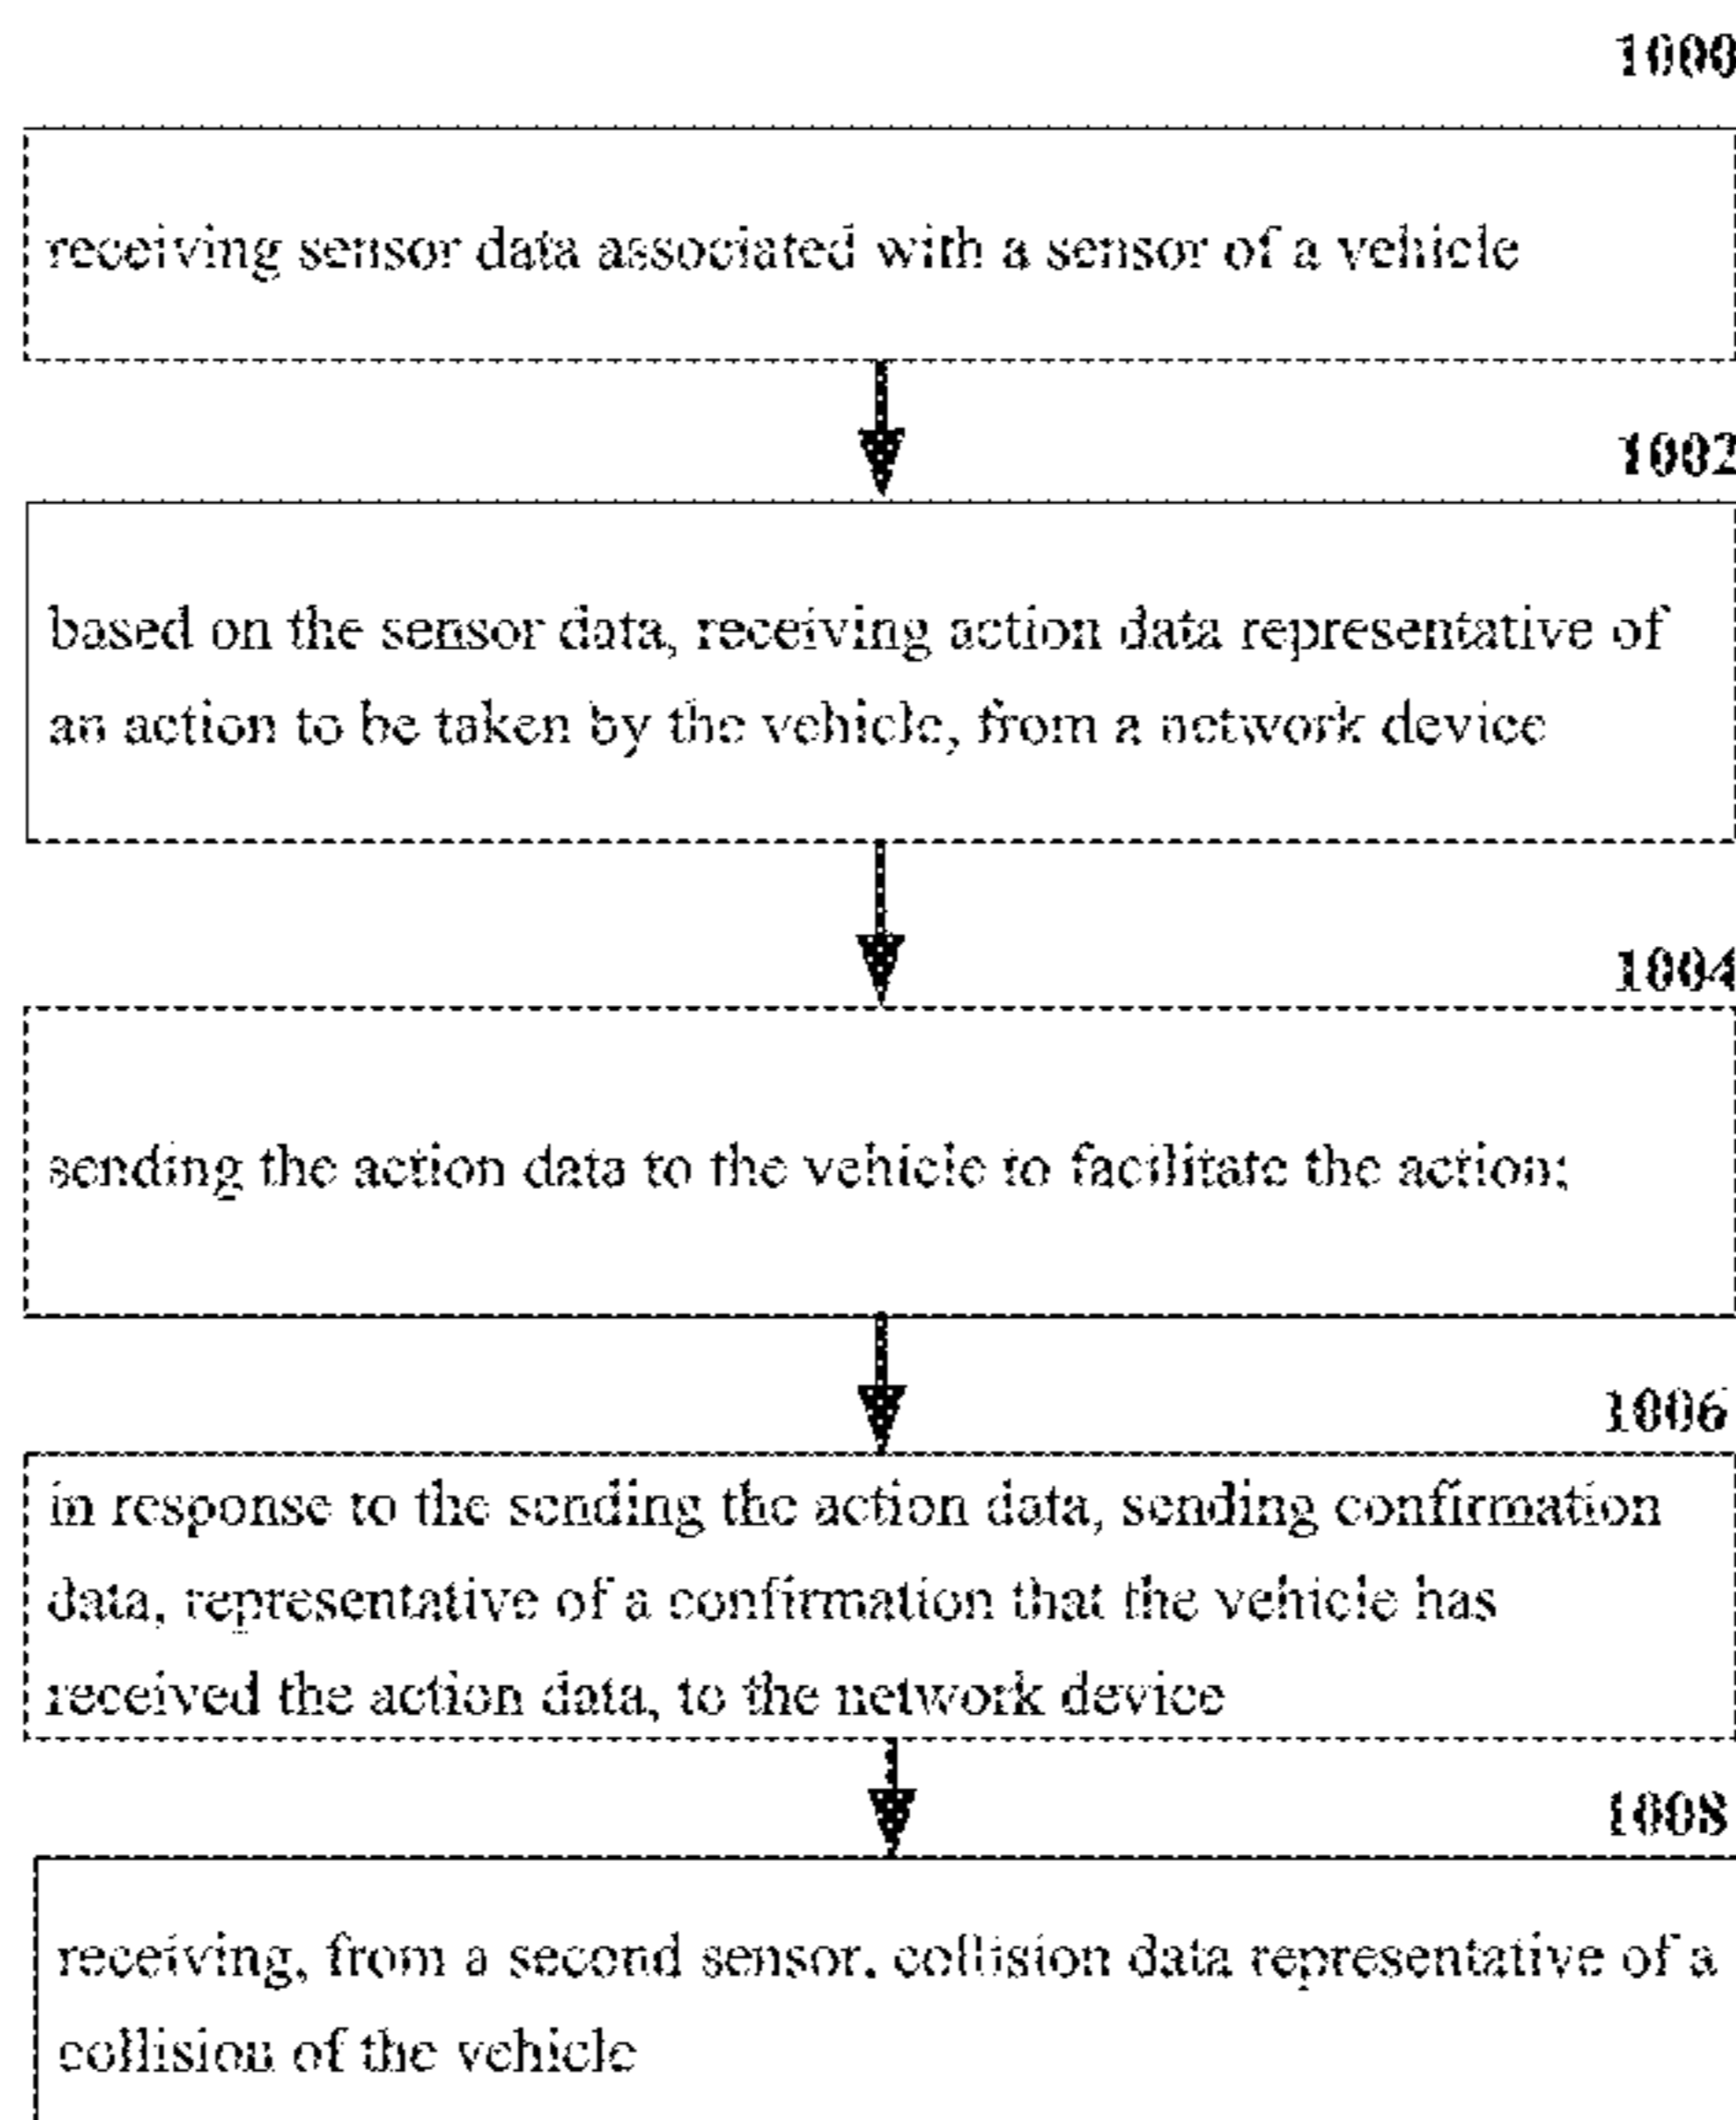 1000
receiving sensor data associated with a sensor of a vehicle
1002
based on the sensor data, receiving action data representative of
an action to be taken by the vehicle, from a network device
1004
sending the action data to the vehicle to facilitate the action;
1006
in response to the sending the action data, sending confirmation
data, representative of a confirmation that the vehicle has
received the action data, to the network device
1008
receiving, from a second sensor, collision data representative of a
collision of the vehicle